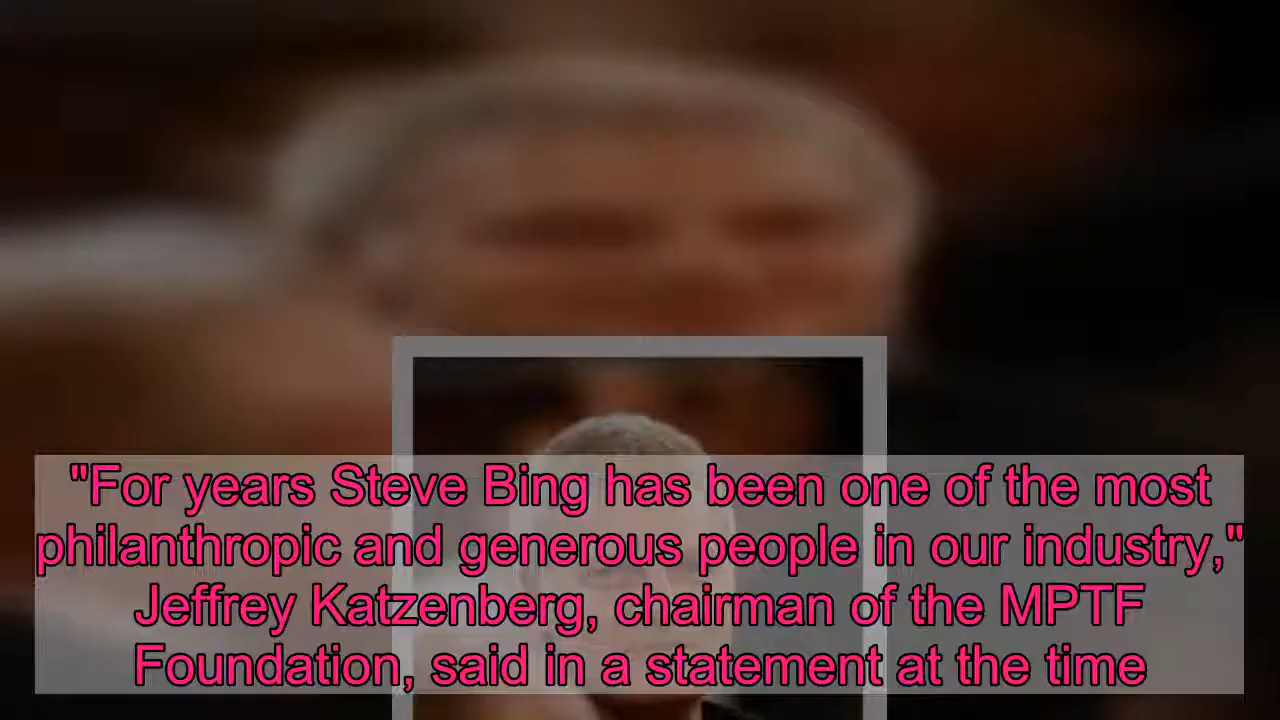 "For years Steve Bing has been one of the most
philanthropic and generous people in our industry,"
Jeffrey Katzenberg, chairman of the MPTF
Foundation, said in a statement at the time